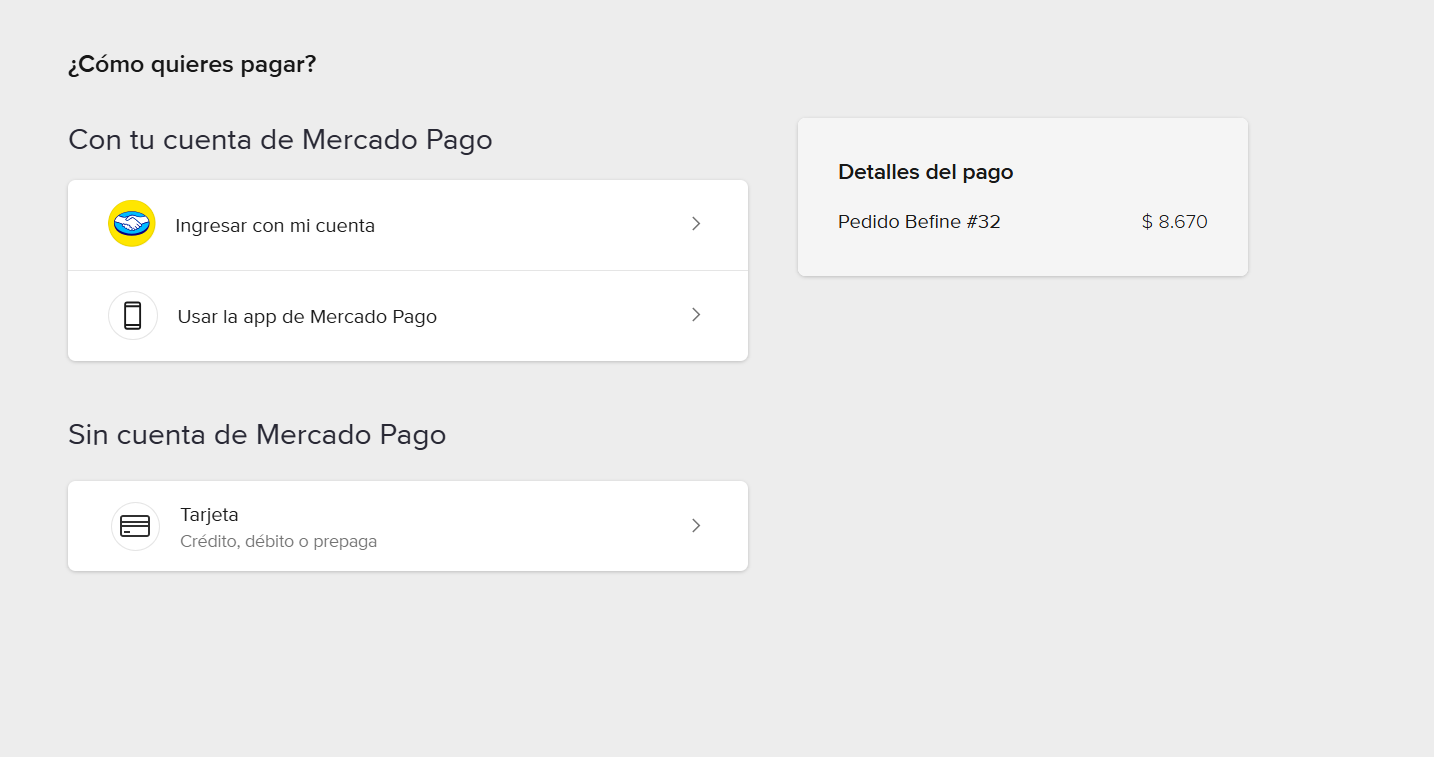 ¿Cómo quieres pagar?
Con tu cuenta de Mercado Pago
Ingresar con mi cuenta
Usar la app de Mercado Pago
Sin cuenta de Mercado Pago
Tarjeta
Crédito, débito o prepaga
Detalles del pago
Pedido Befine #32 $ 8.670